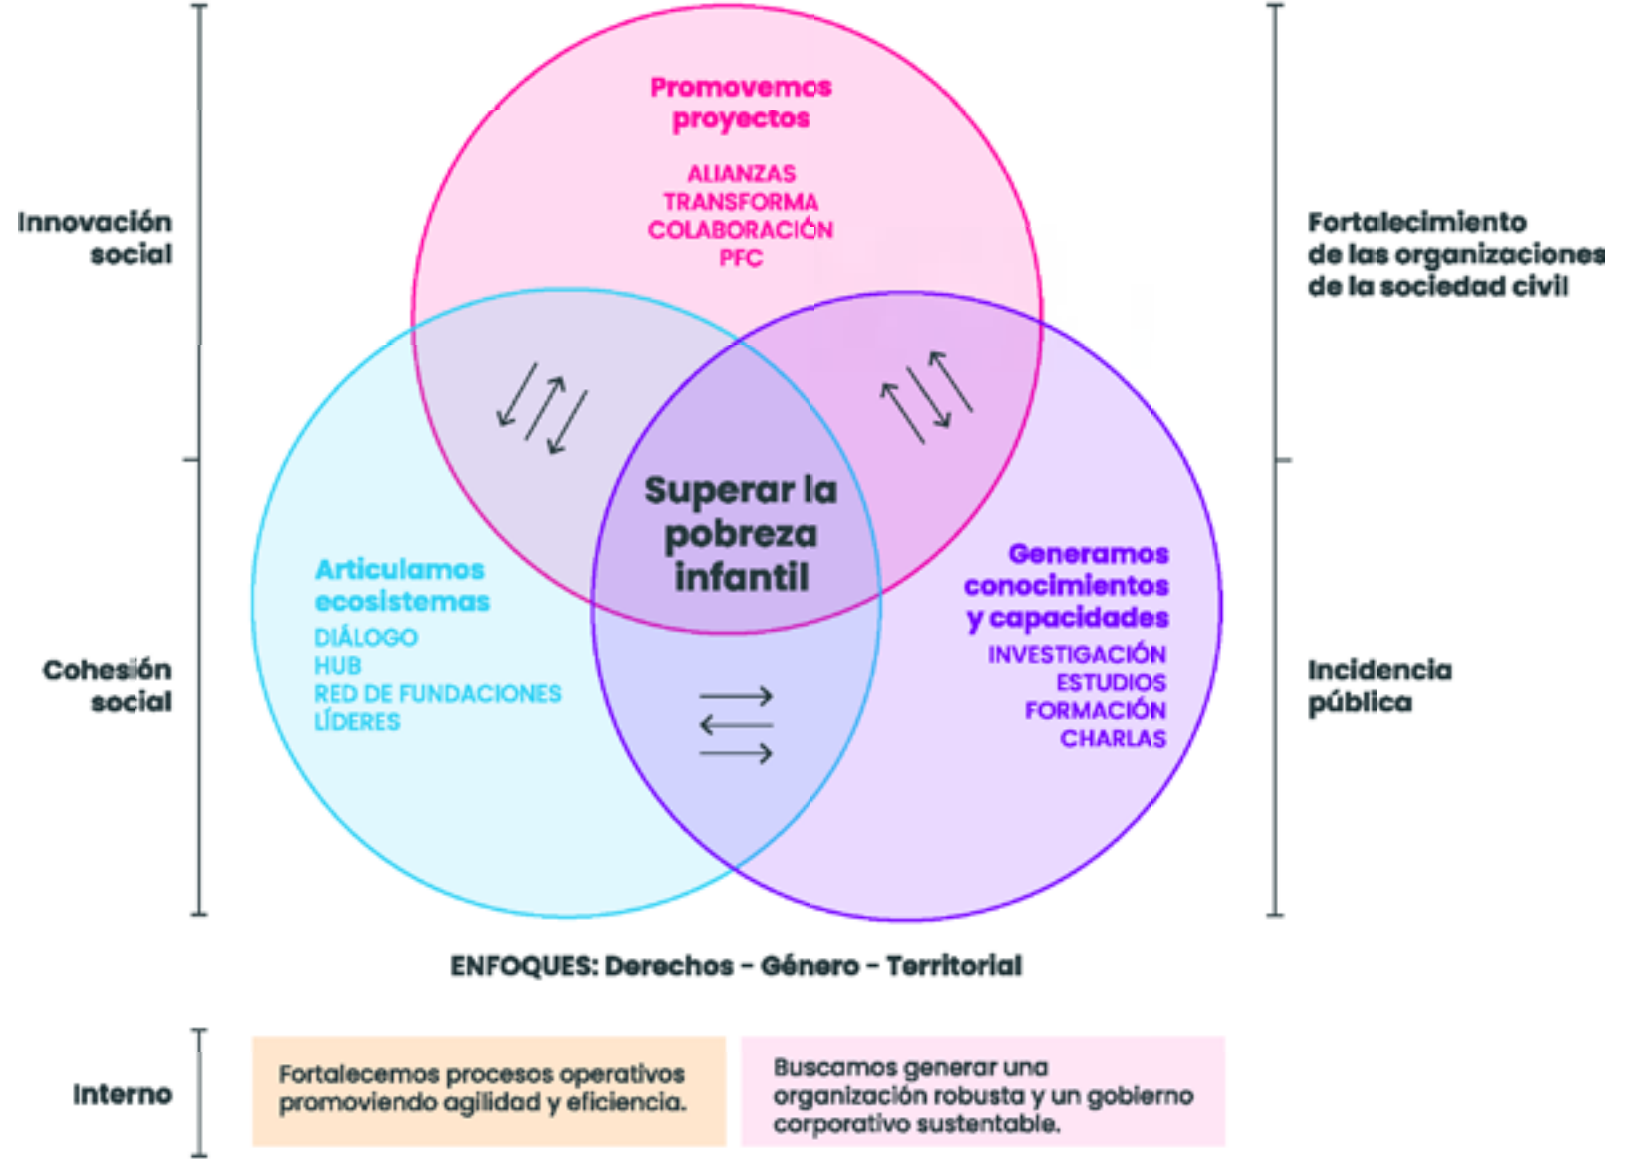 Promovemos
proyectos
ALIANZAS
TRANSFORMA
COLABORACIÓN
PFC
Innovación
social
Fortalecimiento
de las organizaciones
de la sociedad civil
Superar la
pobreza
infantil
Articulamos
ecosistemas
DIÁLOGO
HUB
RED DE FUNDACIONES
LÍDERES
Generamos
conocimientos
y capacidades
INVESTIGACIÓN
ESTUDIOS
FORMACIÓN
CHARLAS
Cohesión
social
Incidencia
pública
ENFOQUES: Derechos - Género - Territorial
Interno
Fortalecemos procesos operativos
promoviendo agilidad y eficiencia.
Buscamos generar una
organización robusta y un gobierno
corporativo sustentable.